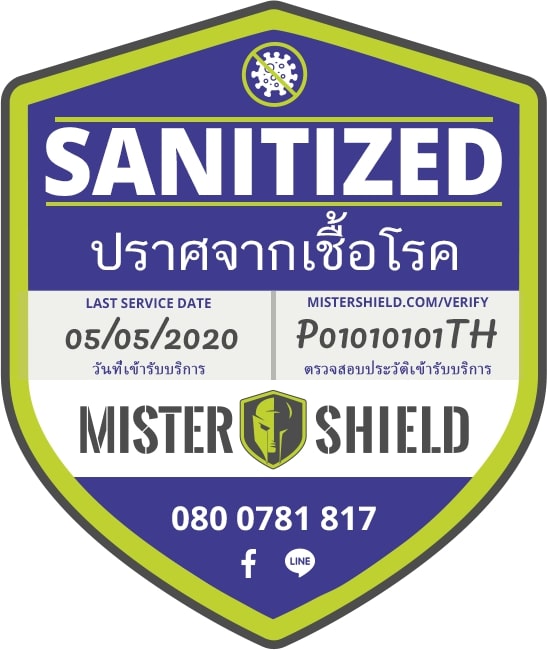 SANITIZED
ปราศจากเชื้อโรค
LAST SERVICE DATE
05/05/2020
วันที่เข้ารับบริการ
MISTERSHIELD.COM/VERIFY
P01010101TH
ตรวจสอบประวัติเข้ารับบริการ
MISTER SHIELD
080 0781 817
LINE